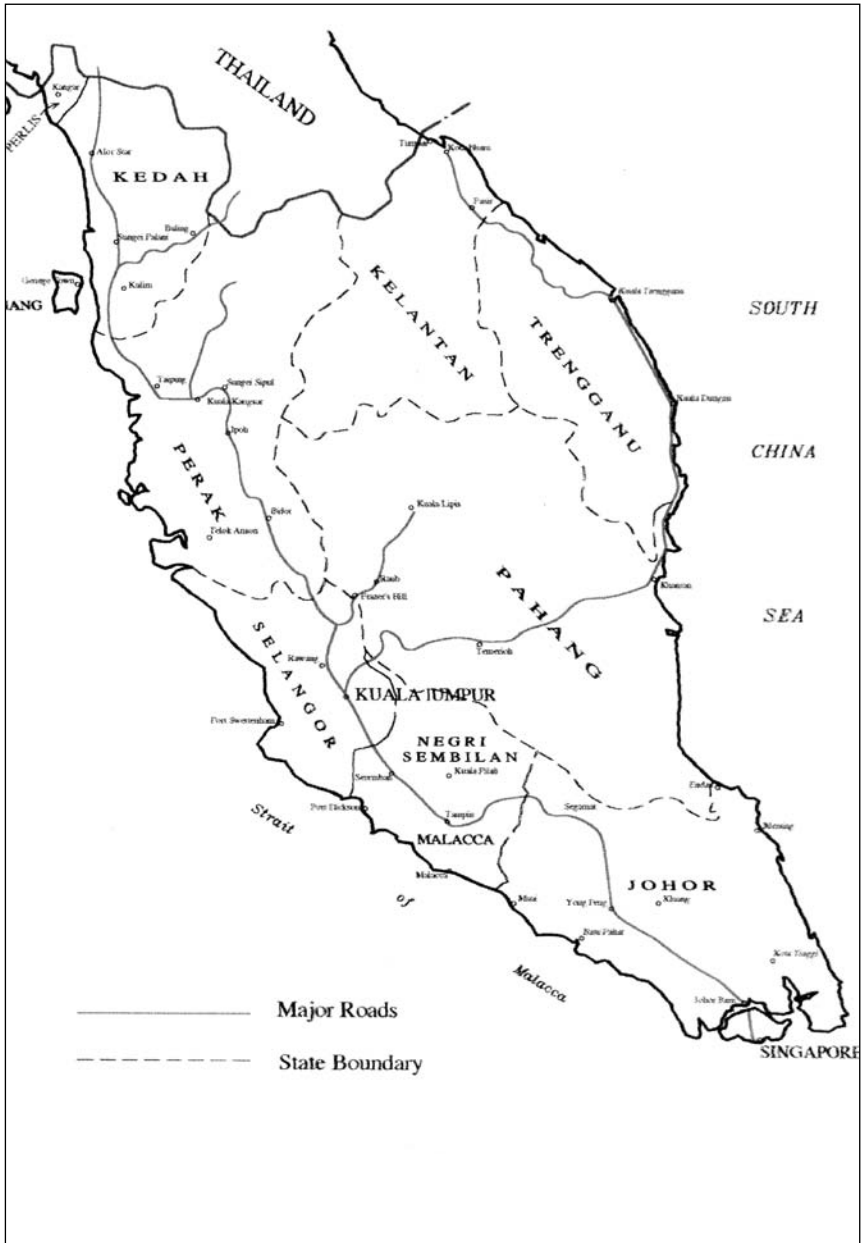 THAILAND
Kangar
PERLIS
Alor Star
KEDAH
Tumpat
Kota Bharu
Pasir
Baling
Sungei Patani
George Town
Kulim
NANG
KELANTAN
Kuala Trengganu
SOUTH
TRENGGANU
Taiping
Sungei Siput
Kuala Kangsar
Kuala Dungun
Ipoh
CHINA
PERAK
Bidor
Kuala Lipis
Telok Anson
Raub
Frazer's Hill
Kuantan
PAHANG
SEA
SELANGOR
Rawang
Temerloh
KUALA LUMPUR
Port Swettenham
NEGRI
SEMBILAN
Seremban
Kuala Pilah
Endau
Port Dickson
Strait
Tampin
Segamat
Mersing
MALACCA
Malacca
JOHOR
of
Muar
Yong Peng
Kluang
Batu Pahat
Malacca
Kota Tinggi
Johor Baru
Major Roads
SINGAPORE
State Boundary